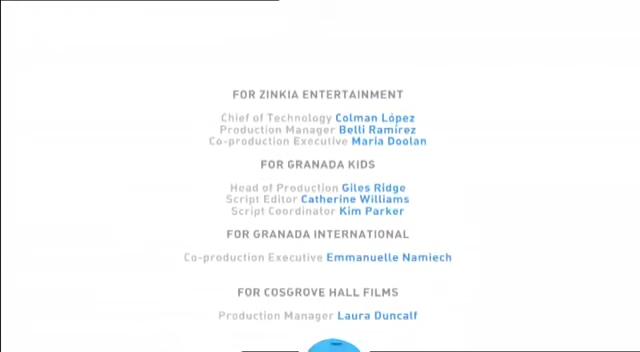 FOR ZINKIA ENTERTAINMENT
Chief of Technology Colman López
Production Manager Belli Ramírez
Co-production Executive Maria Doolan
FOR GRANADA KIDS
Head of Production Giles Ridge
Script Editor Catherine Williams
Script Coordinator Kim Parker
FOR GRANADA INTERNATIONAL
Co-production Executive Emmanuelle Namiech
FOR COSGROVE HALL FILMS
Production Manager Laura Duncalf